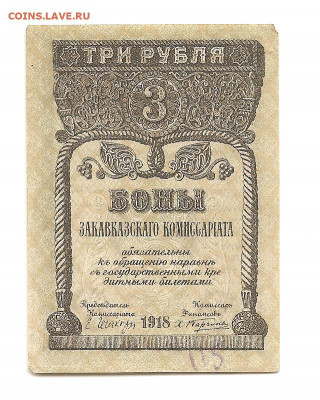 COINS.LAVE.RU
ТРИ РУБЛЯ
3
БОНЫ
ЗАКАВКАЗСКАГО КОМИССАРІАТА
обязательны
къ обращенію наравнѣ
съ государственными кре
дитными билетами.
Предсѣдатель Комиссаръ
Комиссаріата Финансовъ
1918